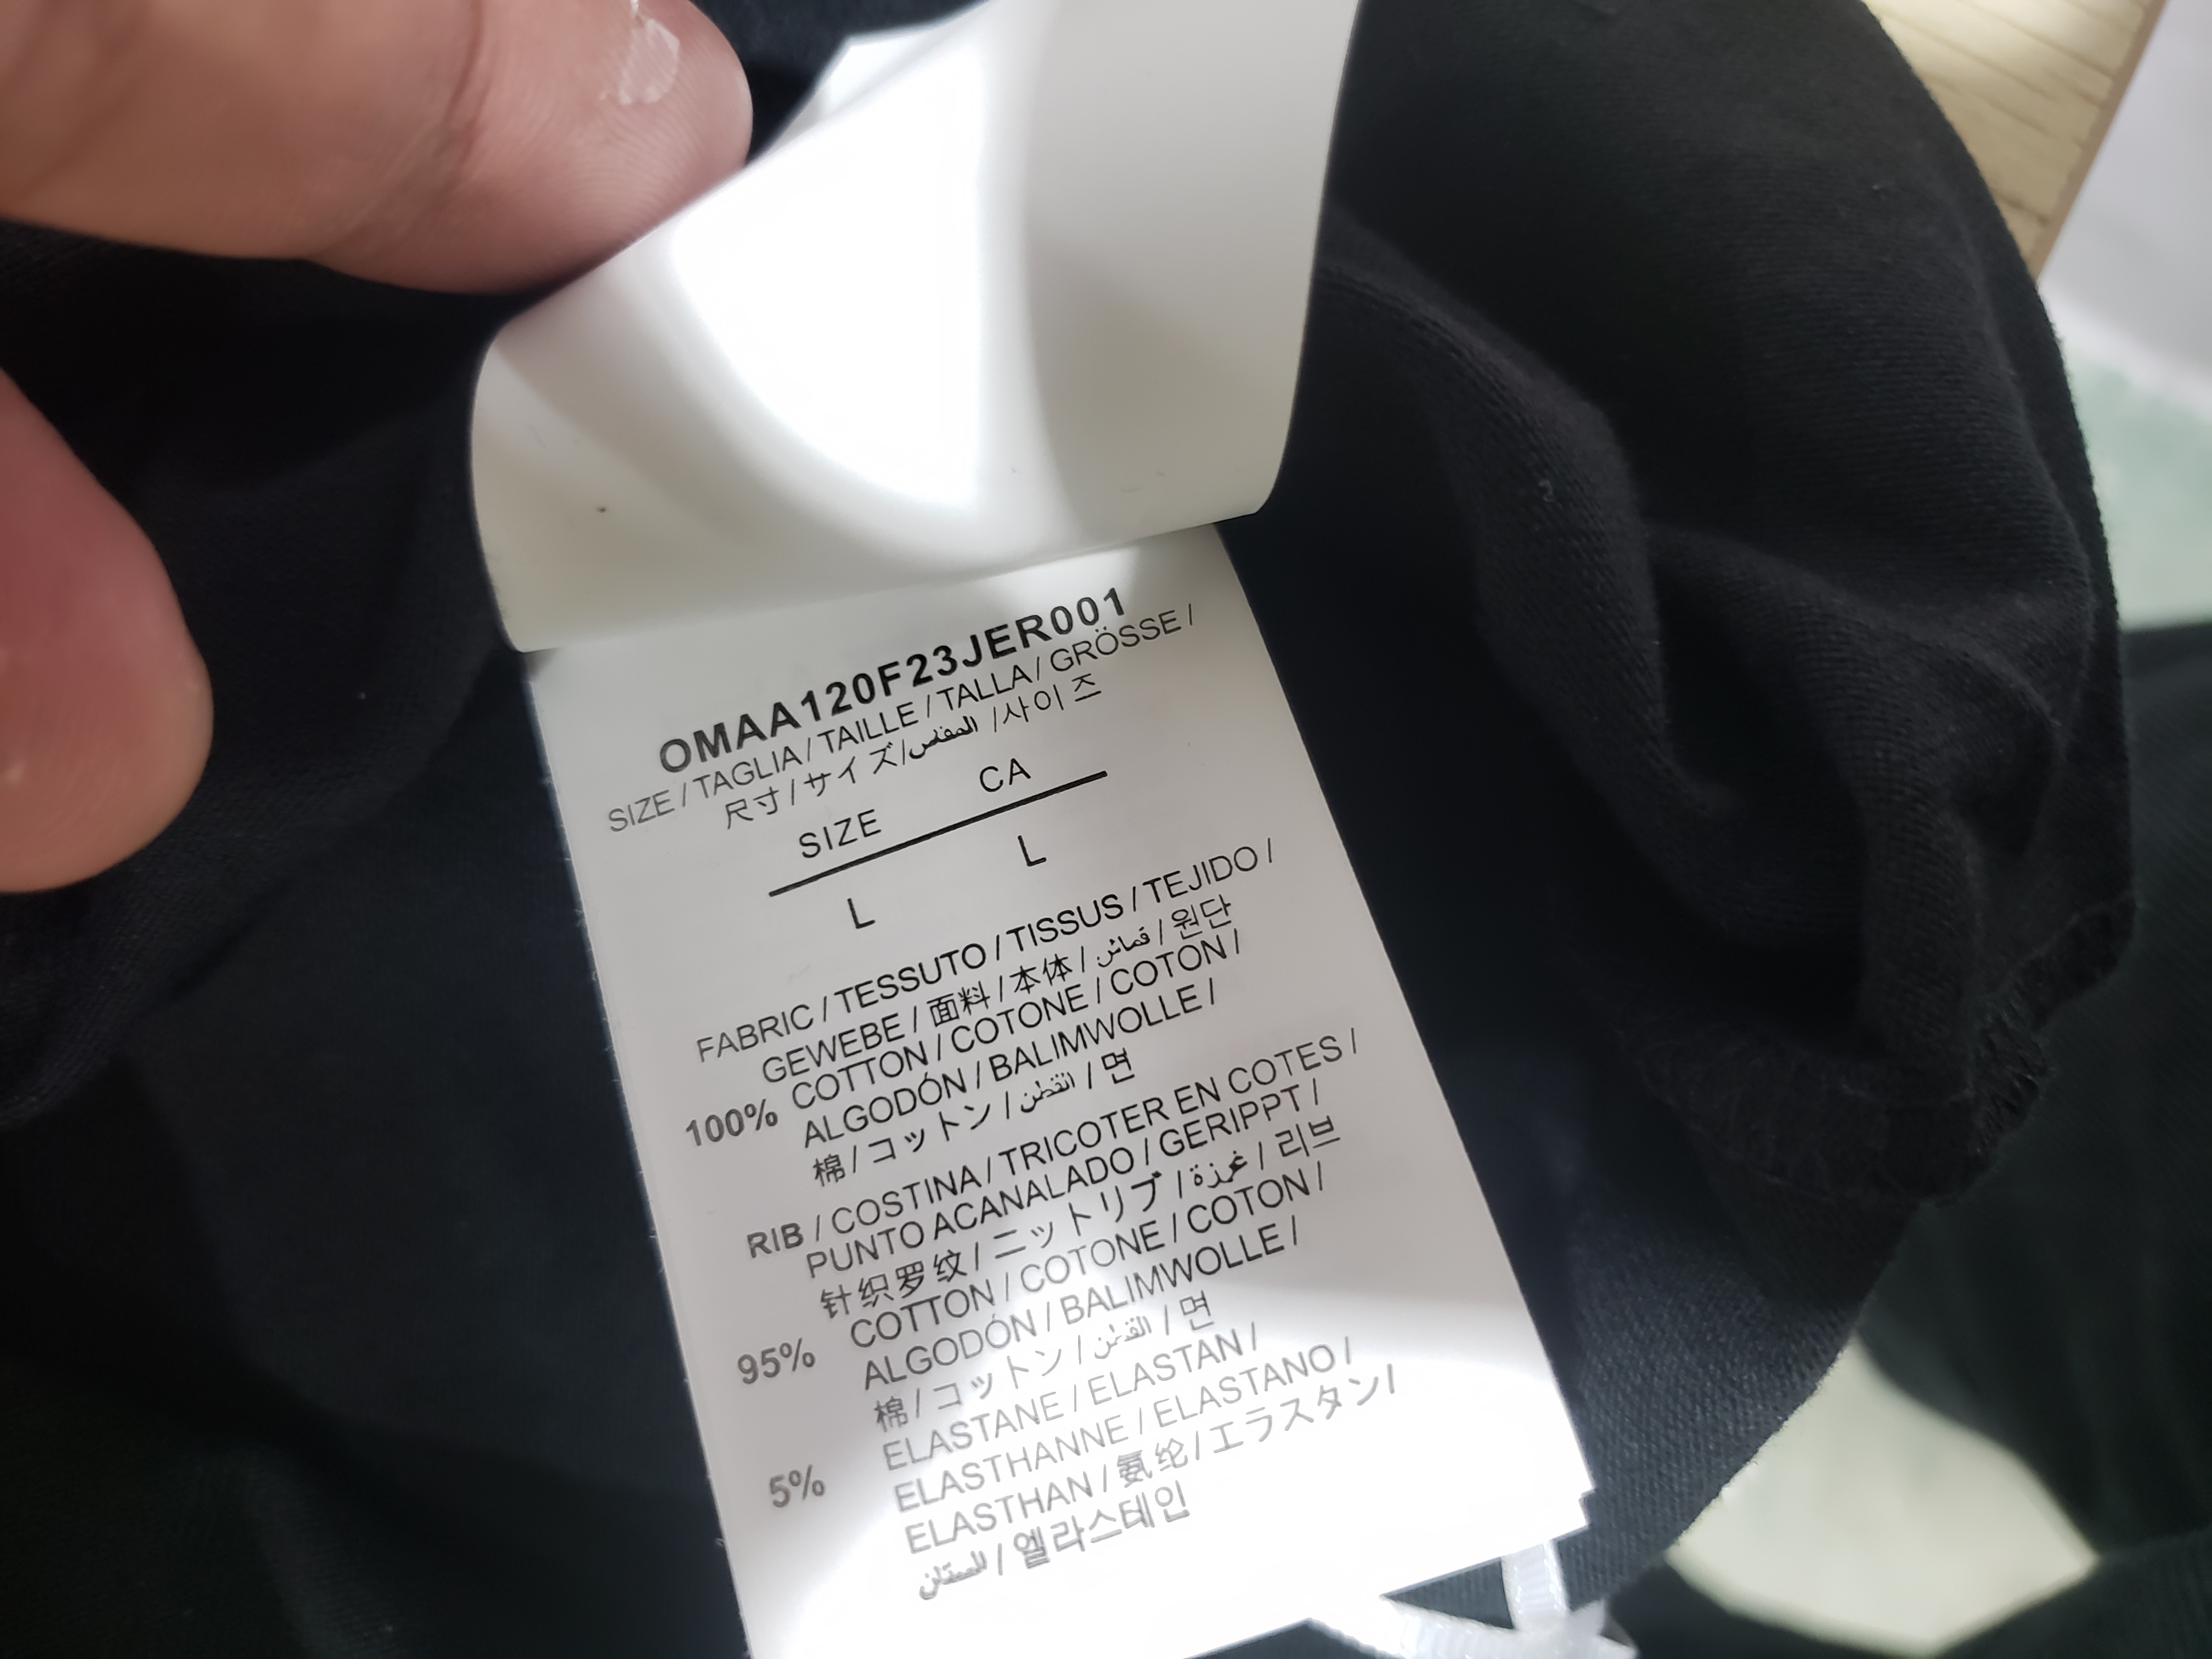 OMAA120F23JER001
SIZE / TAGLIA / TAILLE / TALLA / GRÖSSE /
尺寸 / サイズ / المقاس / 사이즈
SIZE CA
L L
FABRIC / TESSUTO / TISSUS / TEJIDO /
GEWEBE / 面料 / 本体 / قماش / 원단
COTTON / COTONE / COTON /
100% ALGODÓN / BALIMWOLLE /
棉 / コットン / القطن / 면
RIB / COSTINA / TRICOTER EN COTES /
PUNTO ACANALADO / GERIPPT /
针织罗纹 / ニットリブ / غرزة / 리브
COTTON / COTONE / COTON /
95% ALGODÓN / BALIMWOLLE /
棉 / コットン / القطن / 면
ELASTANE / ELASTAN /
5% ELASTHANNE / ELASTANO /
ELASTHAN / 氨纶 / エラスタン /
/ 엘라스테인